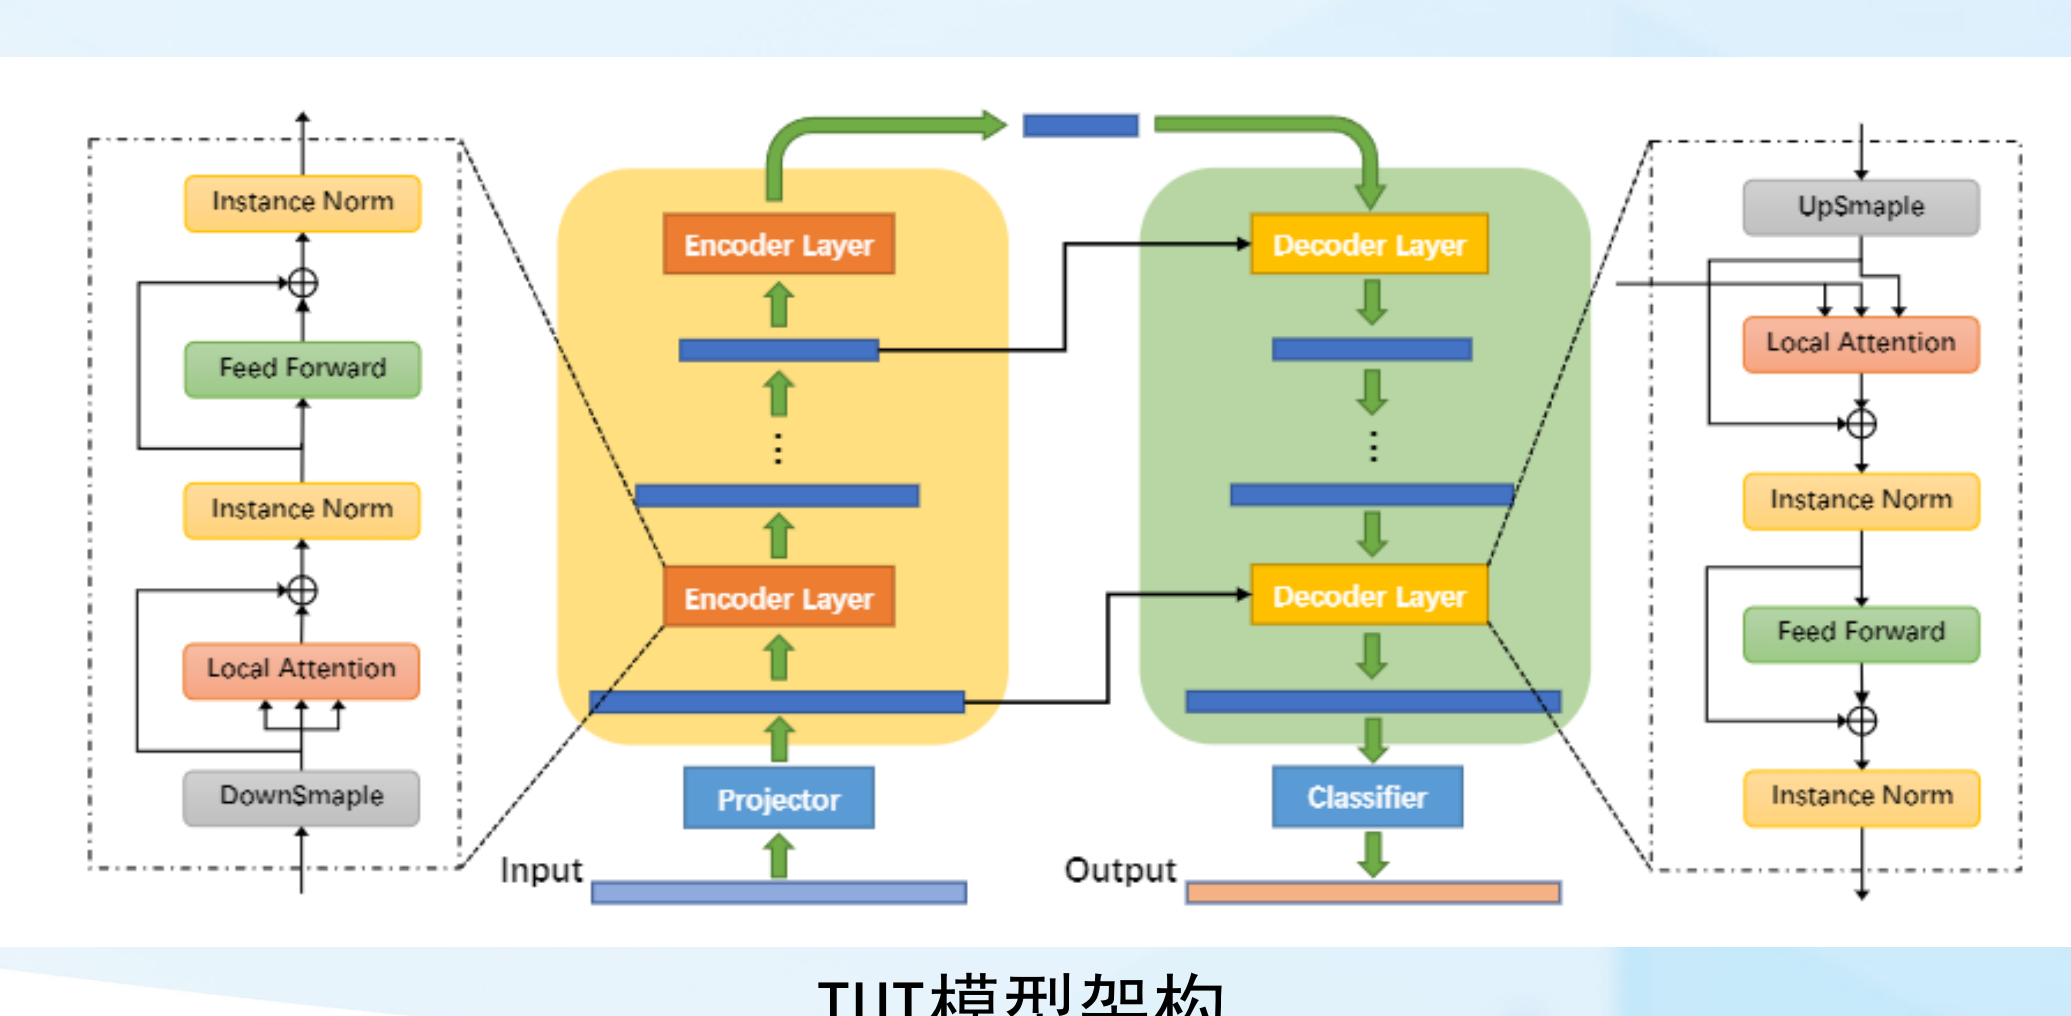 Instance Norm
Feed Forward
Instance Norm
Local Attention
DownSmaple
Encoder Layer
Encoder Layer
Projector
Input
Decoder Layer
Decoder Layer
Classifier
Output
UpSmaple
Local Attention
Instance Norm
Feed Forward
Instance Norm
TUT模型架构